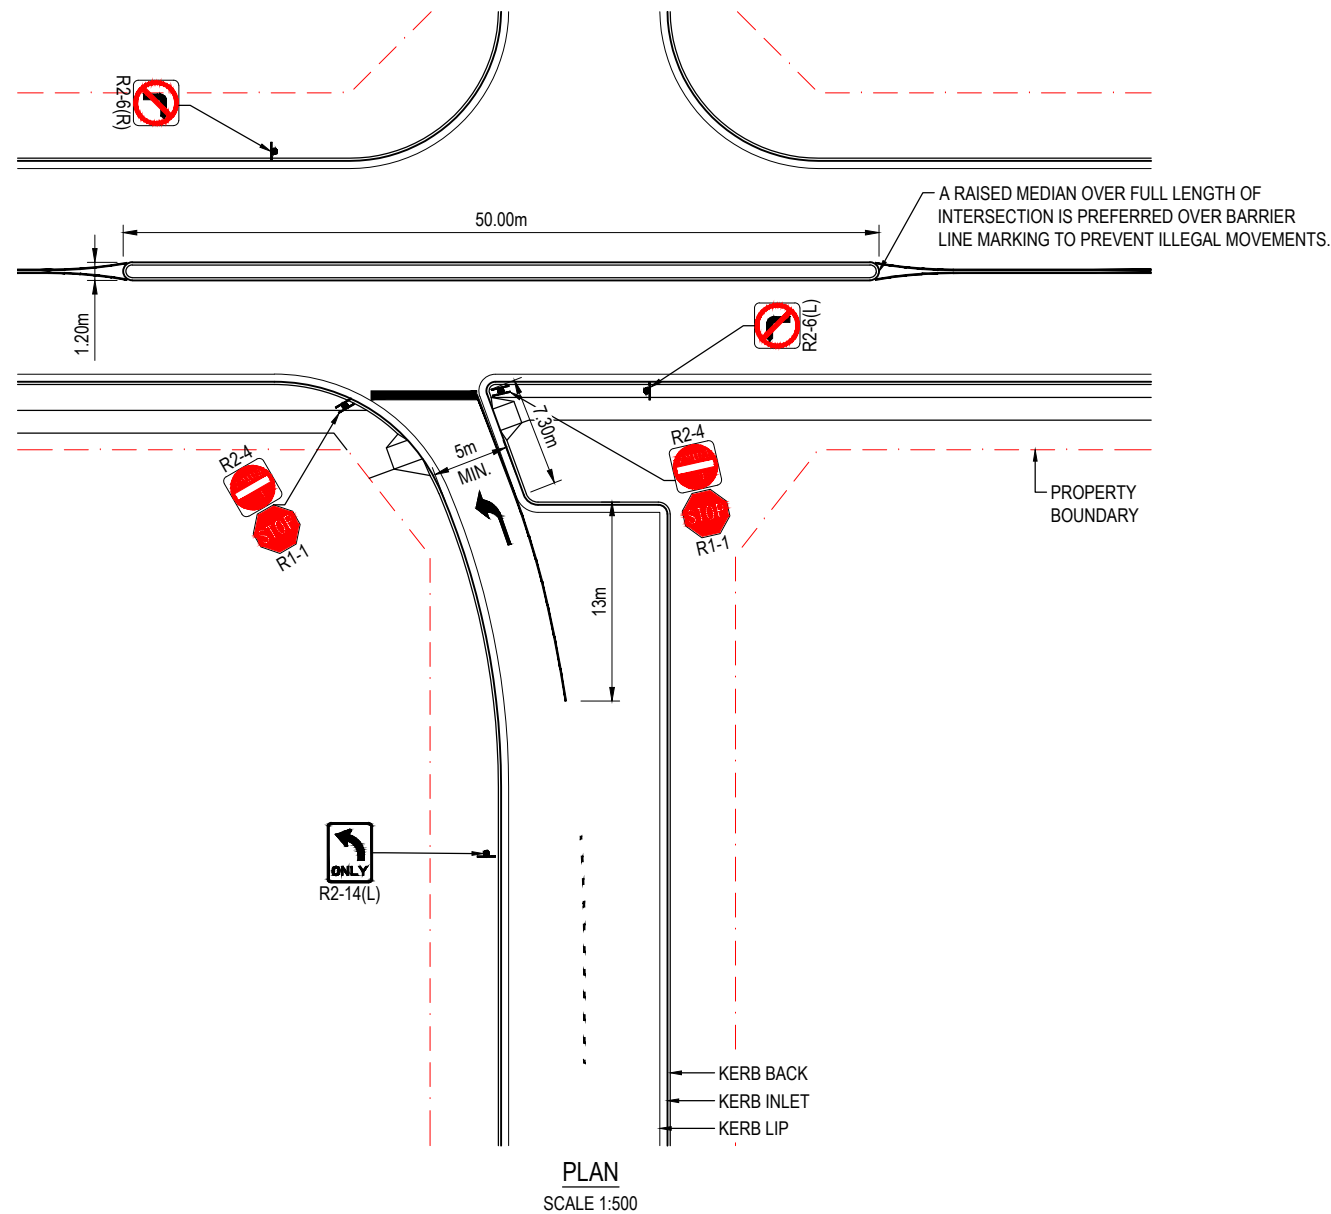 R2-6(R)
A RAISED MEDIAN OVER FULL LENGTH OF
INTERSECTION IS PREFERRED OVER BARRIER
LINE MARKING TO PREVENT ILLEGAL MOVEMENTS.
50.00m
1.20m
R2-6(L)
7.30m
5m
MIN.
R2-4
STOP
R1-1
R2-4
STOP
R1-1
PROPERTY
BOUNDARY
13m
ONLY
R2-14(L)
KERB BACK
KERB INLET
KERB LIP
PLAN
SCALE 1:500